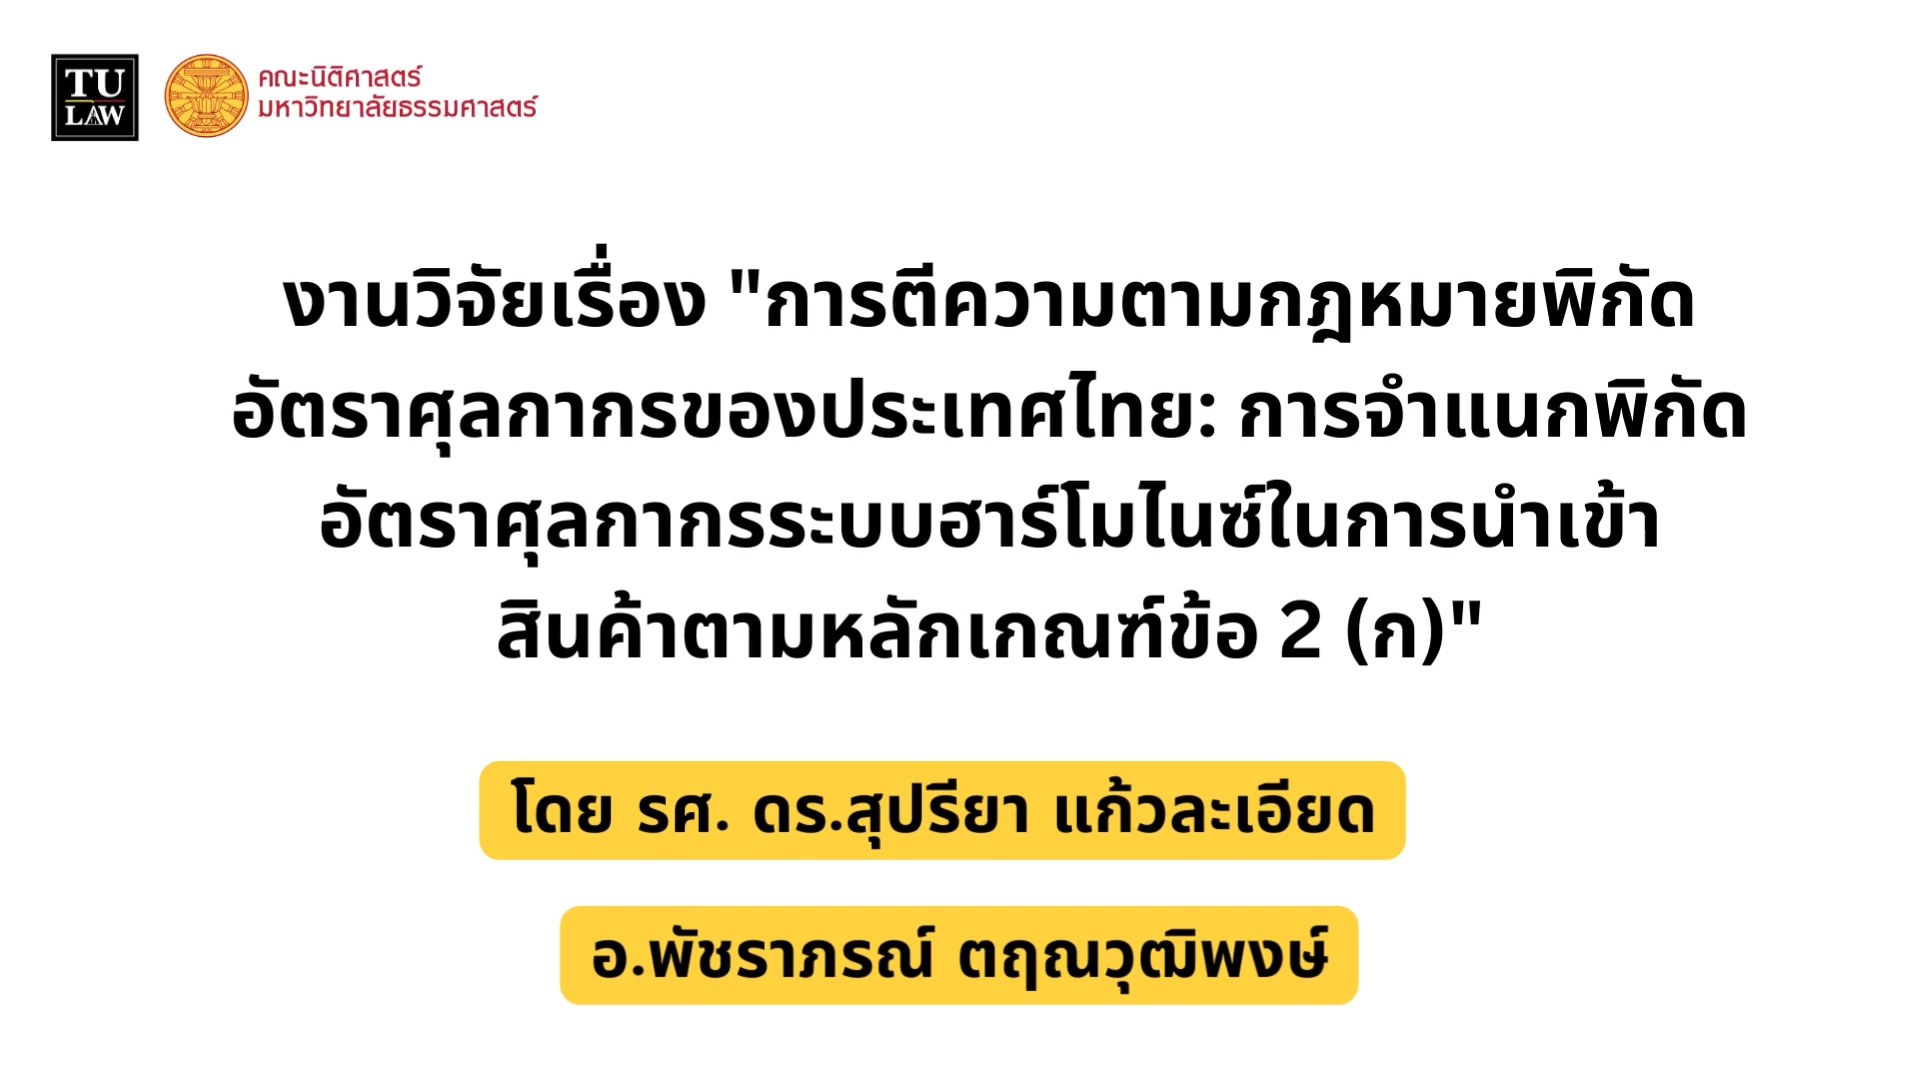 TU
LAW
คณะนิติศาสตร์
มหาวิทยาลัยธรรมศาสตร์
งานวิจัยเรื่อง "การตีความตามกฎหมายพิกัด
อัตราศุลกากรของประเทศไทย: การจำแนกพิกัด
อัตราศุลกากรระบบฮาร์โมไนซ์ในการนำเข้า
สินค้าตามหลักเกณฑ์ข้อ 2 (ก)"
โดย รศ. ดร.สุปรียา แก้วละเอียด
อ.พัชราภรณ์ ตฤณวุฒิพงษ์